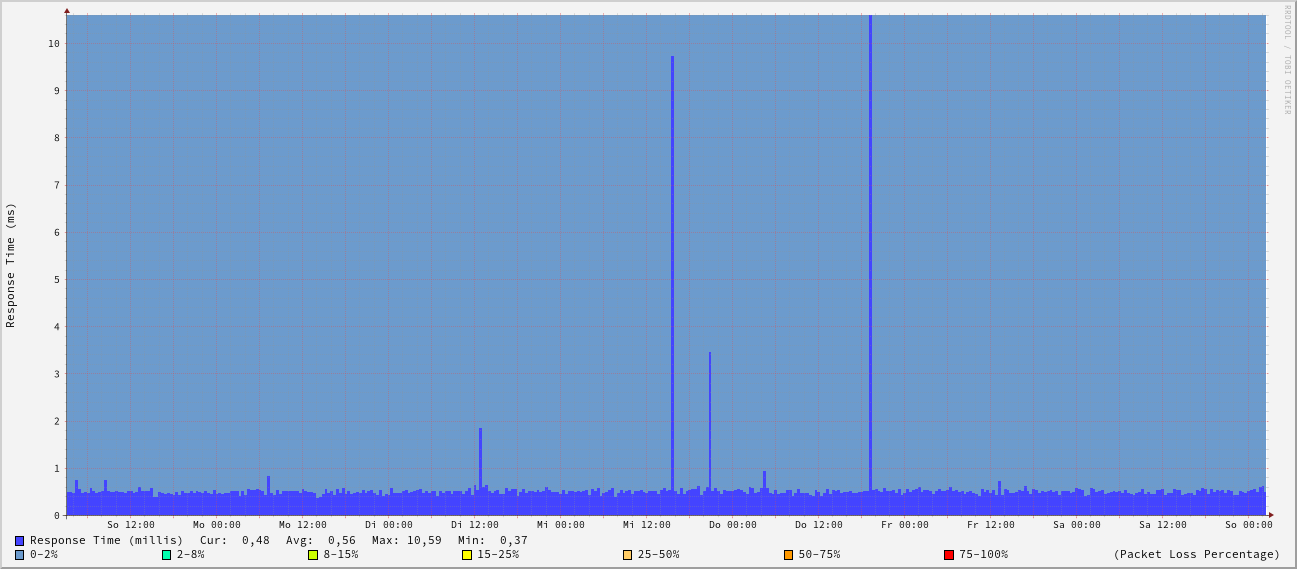 RRDTOOL / TOBI OETIKER
Response Time (ms)
10
9
8
7
6
5
4
3
2
1
0
So 12:00 Mo 00:00 Mo 12:00 Di 00:00 Di 12:00 Mi 00:00 Mi 12:00 Do 00:00 Do 12:00 Fr 00:00 Fr 12:00 Sa 00:00 Sa 12:00 So 00:00
Response Time (millis) Cur: 0,48 Avg: 0,56 Max: 10,59 Min: 0,37
0-2% 2-8% 8-15% 15-25% 25-50% 50-75% 75-100% (Packet Loss Percentage)